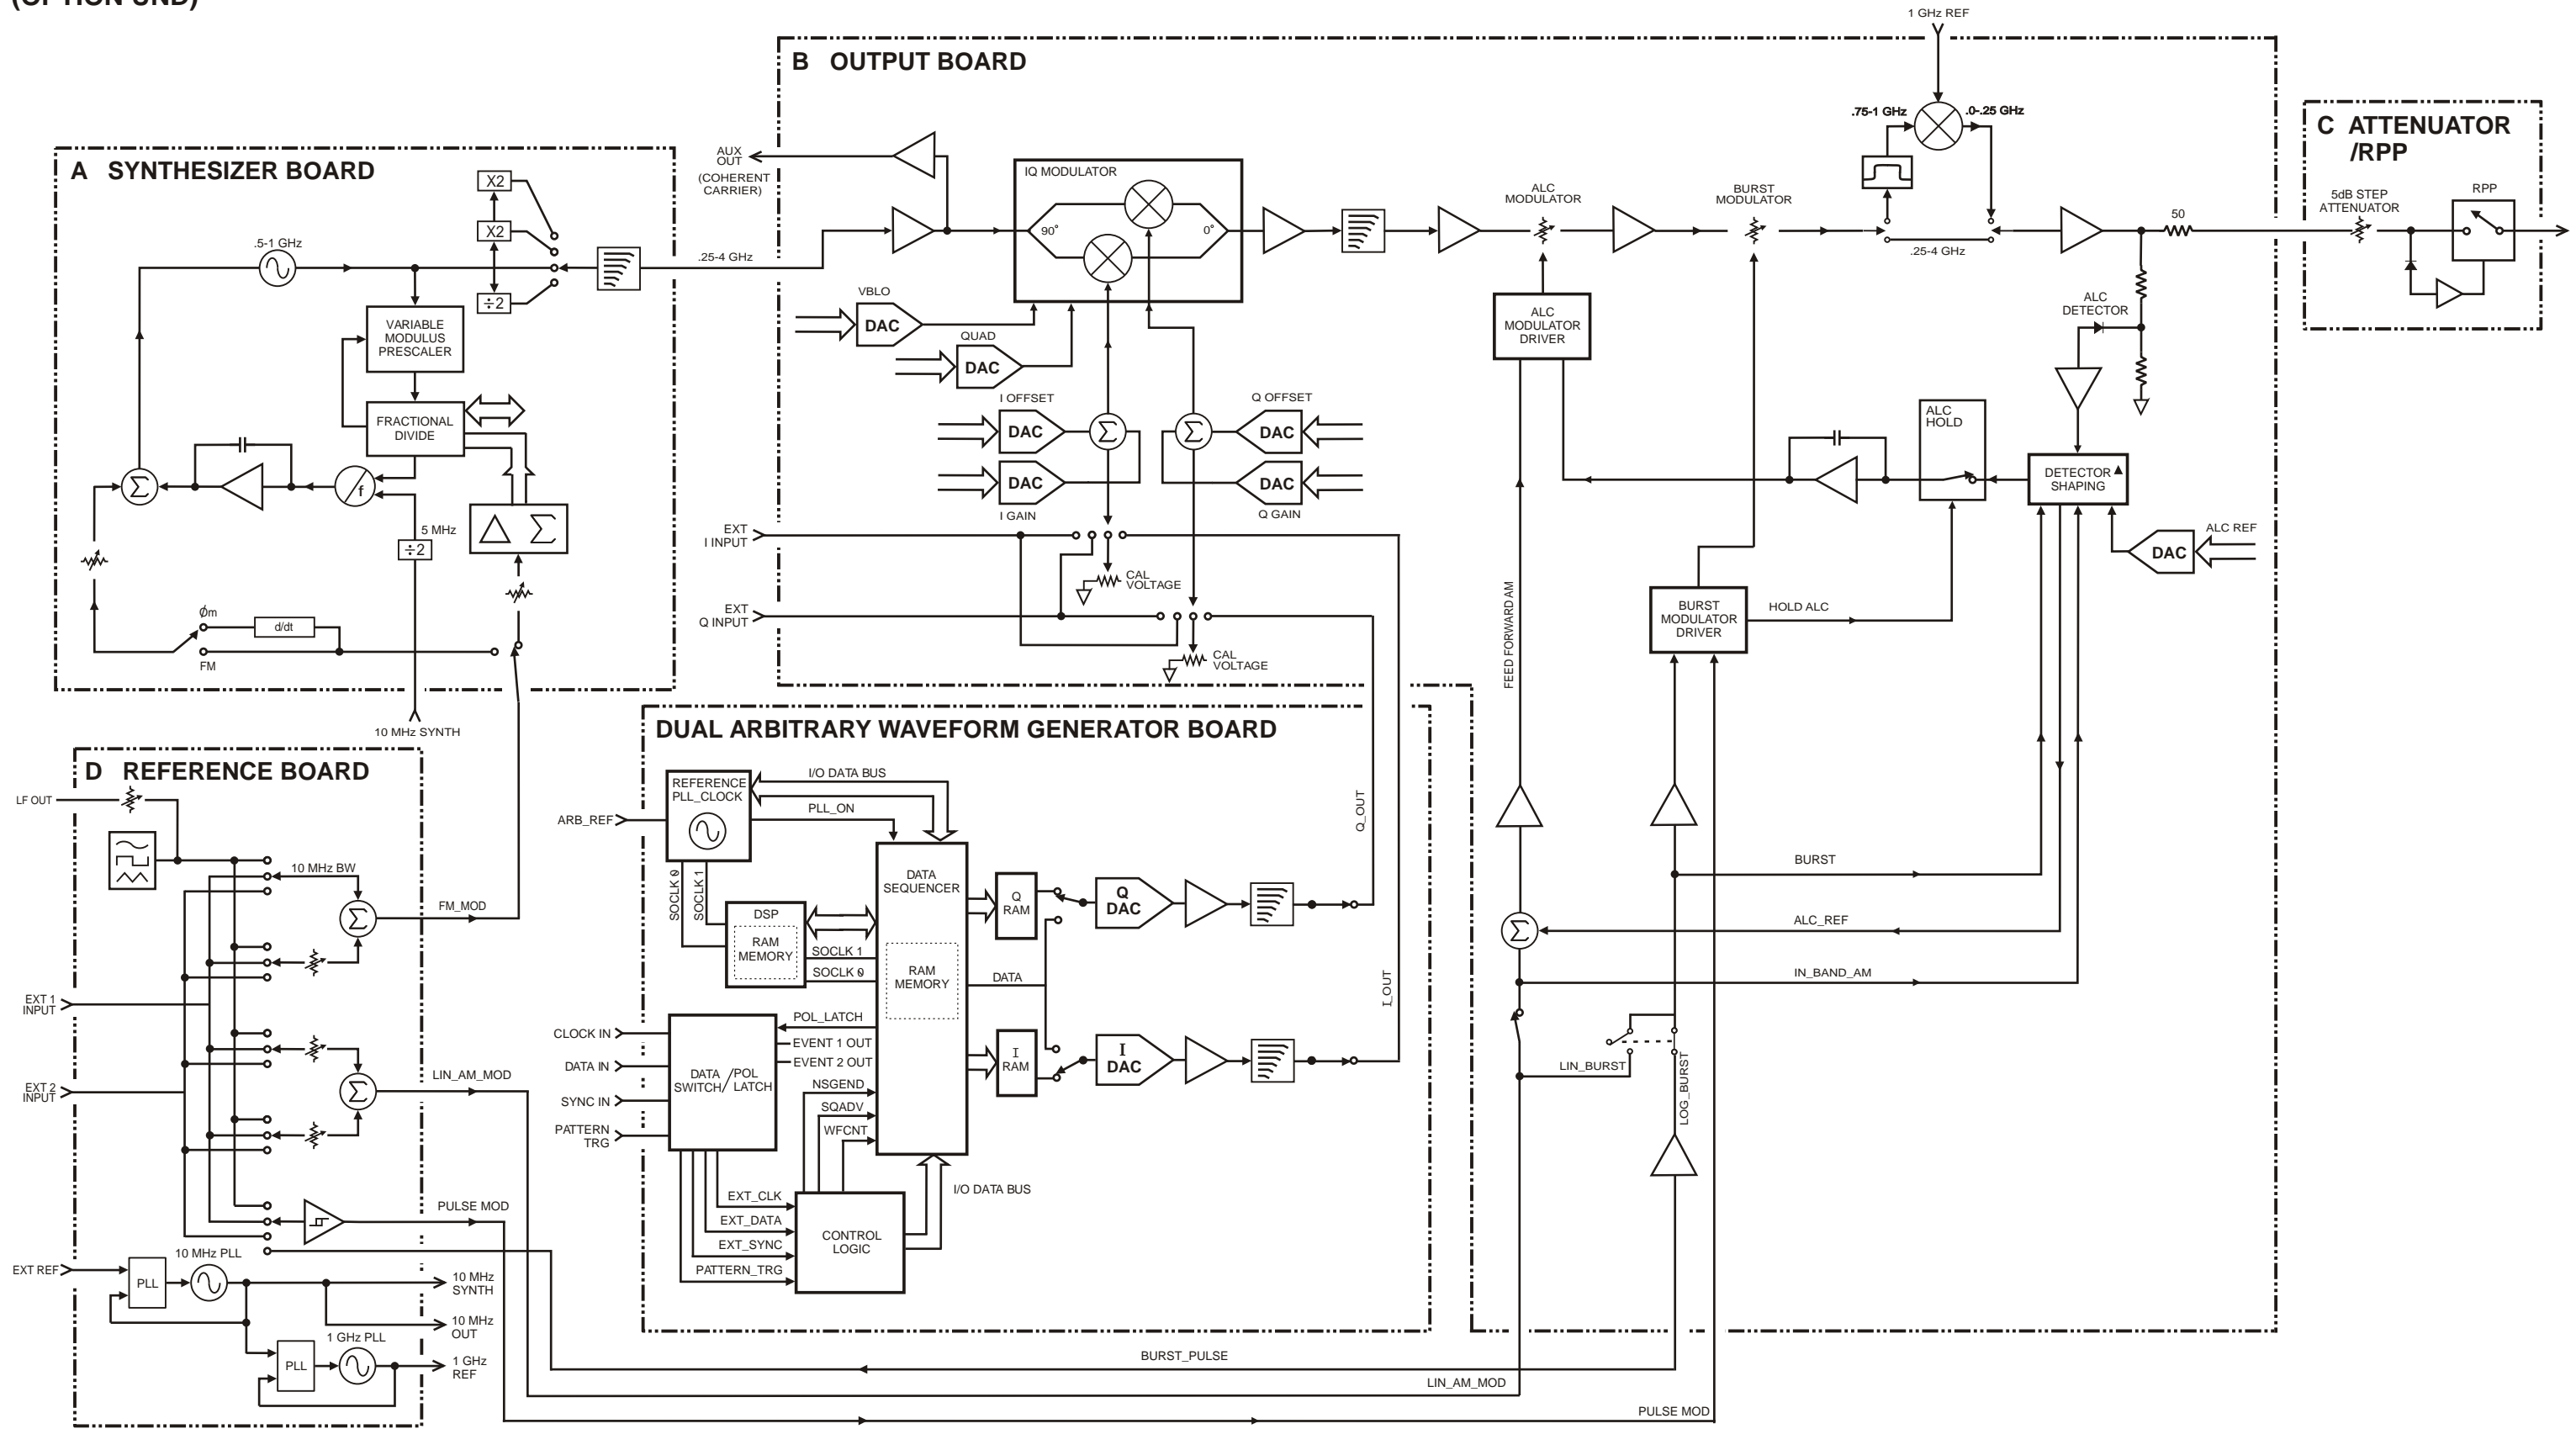 1 GHz REF
B OUTPUT BOARD
.75-1 GHz
.0-.25 GHz
C ATTENUATOR
/RPP
AUX
OUT
(COHERENT
CARRIER)
A SYNTHESIZER BOARD
X2
IQ MODULATOR
ALC
MODULATOR
BURST
MODULATOR
5dB STEP
ATTENUATOR
RPP
50
X2
90°
0°
.5-1 GHz
.25-4 GHz
.25-4 GHz
÷2
VBLO
DAC
ALC
DETECTOR
VARIABLE
MODULUS
PRESCALER
QUAD
DAC
ALC
MODULATOR
DRIVER
I OFFSET
Q OFFSET
FRACTIONAL
DIVIDE
DAC
Σ
Σ
DAC
ALC
HOLD
Σ
f
DAC
DAC
DETECTOR
SHAPING
I GAIN
Q GAIN
5 MHz
÷2
Σ
EXT
I INPUT
ALC REF
DAC
CAL
VOLTAGE
FEED FORWARD AM
BURST
MODULATOR
DRIVER
HOLD ALC
Øm
d/dt
FM
EXT
Q INPUT
CAL
VOLTAGE
10 MHz SYNTH
DUAL ARBITRARY WAVEFORM GENERATOR BOARD
D REFERENCE BOARD
LF OUT
REFERENCE
PLL_CLOCK
I/O DATA BUS
PLL_ON
ARB_REF
Q_OUT
10 MHz BW
Σ
FM_MOD
SOCLK 0
SOCLK 1
DATA
SEQUENCER
DSP
RAM
MEMORY
Q
RAM
Q
DAC
BURST
Σ
ALC_REF
SOCLK 1
SOCLK 0
RAM
MEMORY
DATA
I_OUT
IN_BAND_AM
EXT 1
INPUT
CLOCK IN
POL_LATCH
EVENT 1 OUT
EVENT 2 OUT
DATA IN
DATA
SWITCH/
POL
LATCH
I
RAM
I
DAC
LIN_BURST
LOG_BURST
EXT 2
INPUT
Σ
LIN_AM_MOD
NSGEND
SQADV
WFCNT
SYNC IN
PATTERN
TRG
EXT_CLK
EXT_DATA
EXT_SYNC
PATTERN_TRG
CONTROL
LOGIC
I/O DATA BUS
PULSE MOD
10 MHz PLL
EXT REF
PLL
10 MHz
SYNTH
10 MHz
OUT
1 GHz PLL
PLL
1 GHz
REF
BURST_PULSE
LIN_AM_MOD
PULSE MOD